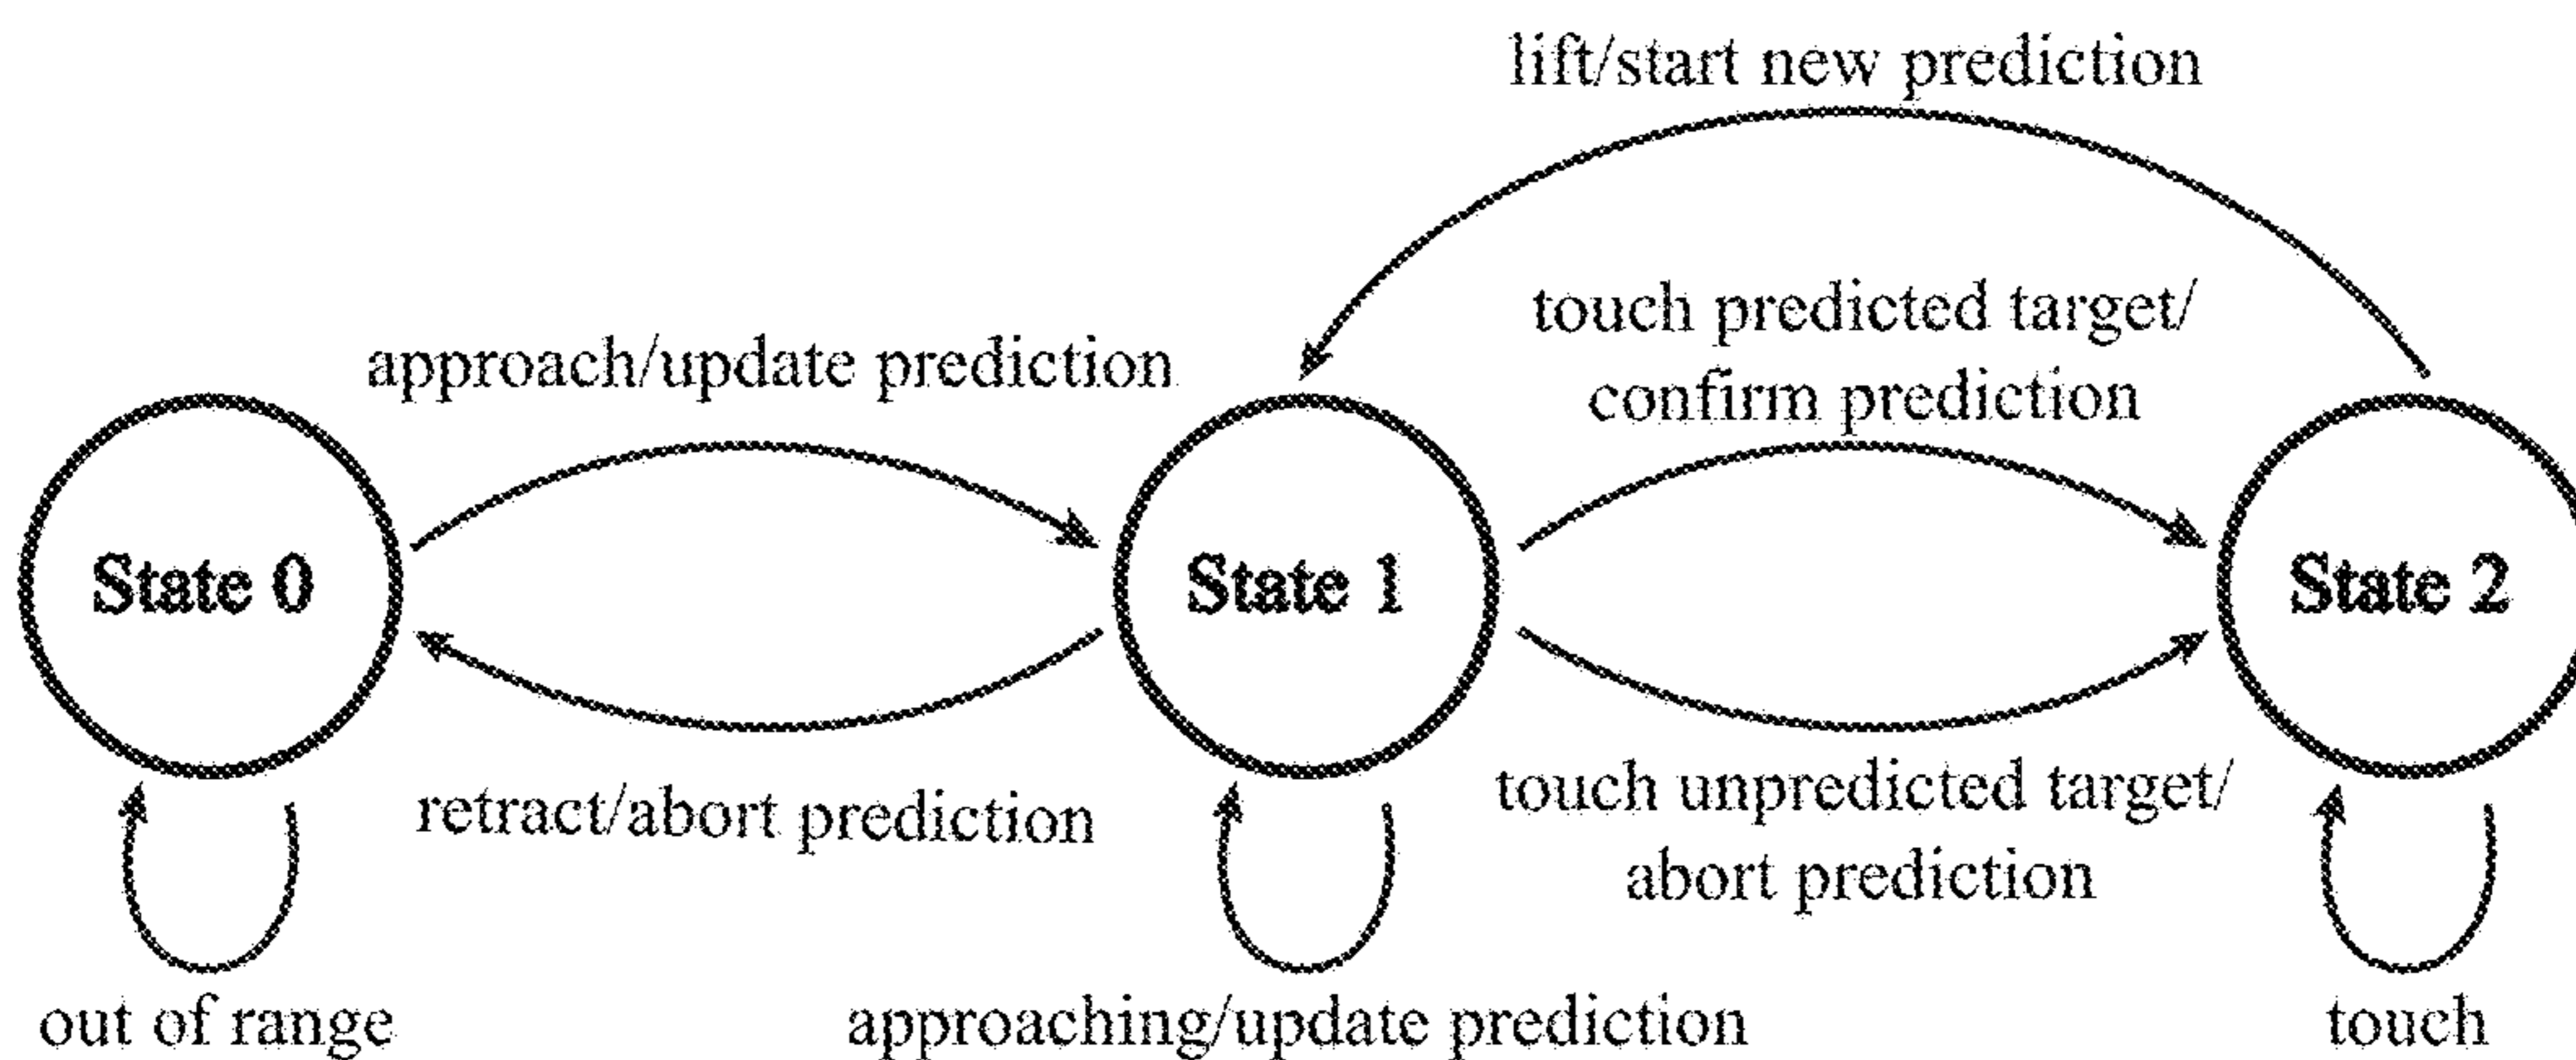 lift/start new prediction
touch predicted target/
confirm prediction
approach/update prediction
State 0
State 1
State 2
retract/abort prediction
touch unpredicted target/
abort prediction
out of range
approaching/update prediction
touch